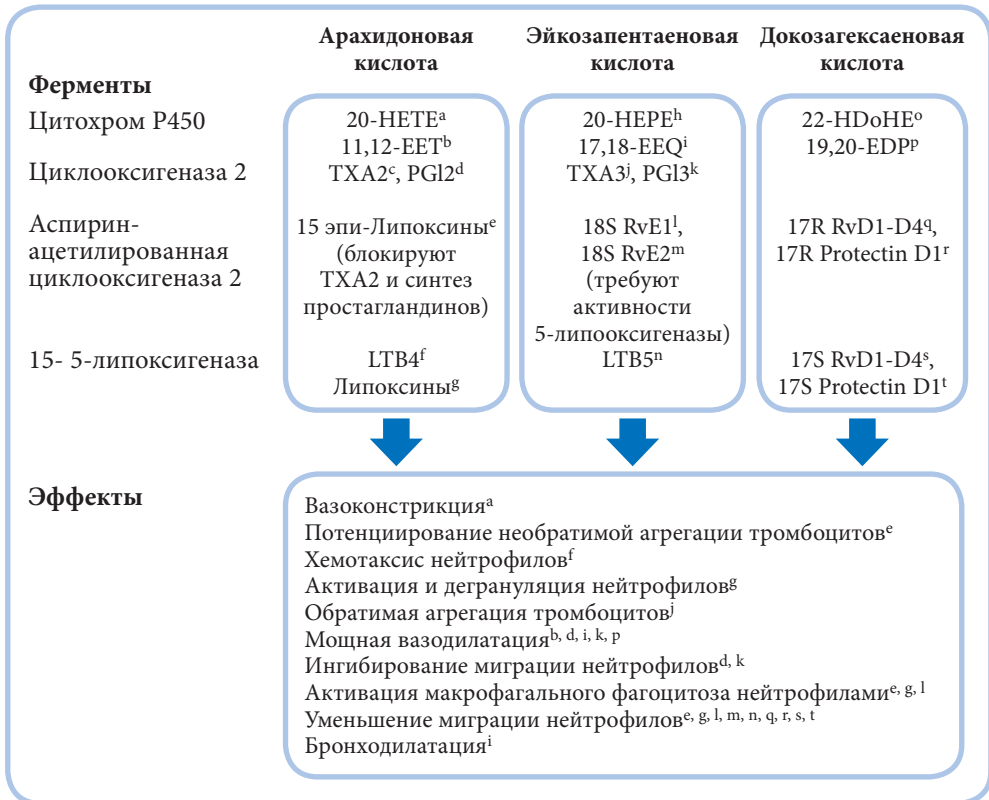 Арахидоновая Эйкозапентаеновая Докозагексаеновая
кислота кислота кислота
Ферменты
Цитохром P450 20-HETEᵃ 20-HEPEʰ 22-HDoHEᵒ
11,12-EETᵇ 17,18-EEQⁱ 19,20-EDPᵖ
Циклооксигеназа 2 TXA2ᶜ, PGl2ᵈ TXA3ʲ, PGl3ᵏ
Аспирин- 15 эпи-Липоксиныᵉ 18S RvE1ˡ, 17R RvD1-D4q,
ацетилированная (блокируют 18S RvE2ᵐ 17R Protectin D1ʳ
циклооксигеназа 2 TXA2 и синтез (требуют
простагландинов) активности
5-липооксигеназы)
15- 5-липоксигеназа LTB4ᶠ LTB5ⁿ 17S RvD1-D4ˢ,
Липоксиныᵍ 17S Protectin D1ᵗ
Эффекты
Вазоконстрикцияᵃ
Потенциирование необратимой агрегации тромбоцитовᵉ
Хемотаксис нейтрофиловᶠ
Активация и дегрануляция нейтрофиловᵍ
Обратимая агрегация тромбоцитовʲ
Мощная вазодилатацияᵇ, ᵈ, ⁱ, ᵏ, ᵖ
Ингибирование миграции нейтрофиловᵈ, ᵏ
Активация макрофагального фагоцитоза нейтрофиламиᵉ, ᵍ, ˡ
Уменьшение миграции нейтрофиловᵉ, ᵍ, ˡ, ᵐ, ⁿ, q, ʳ, ˢ, ᵗ
Бронходилатацияⁱ